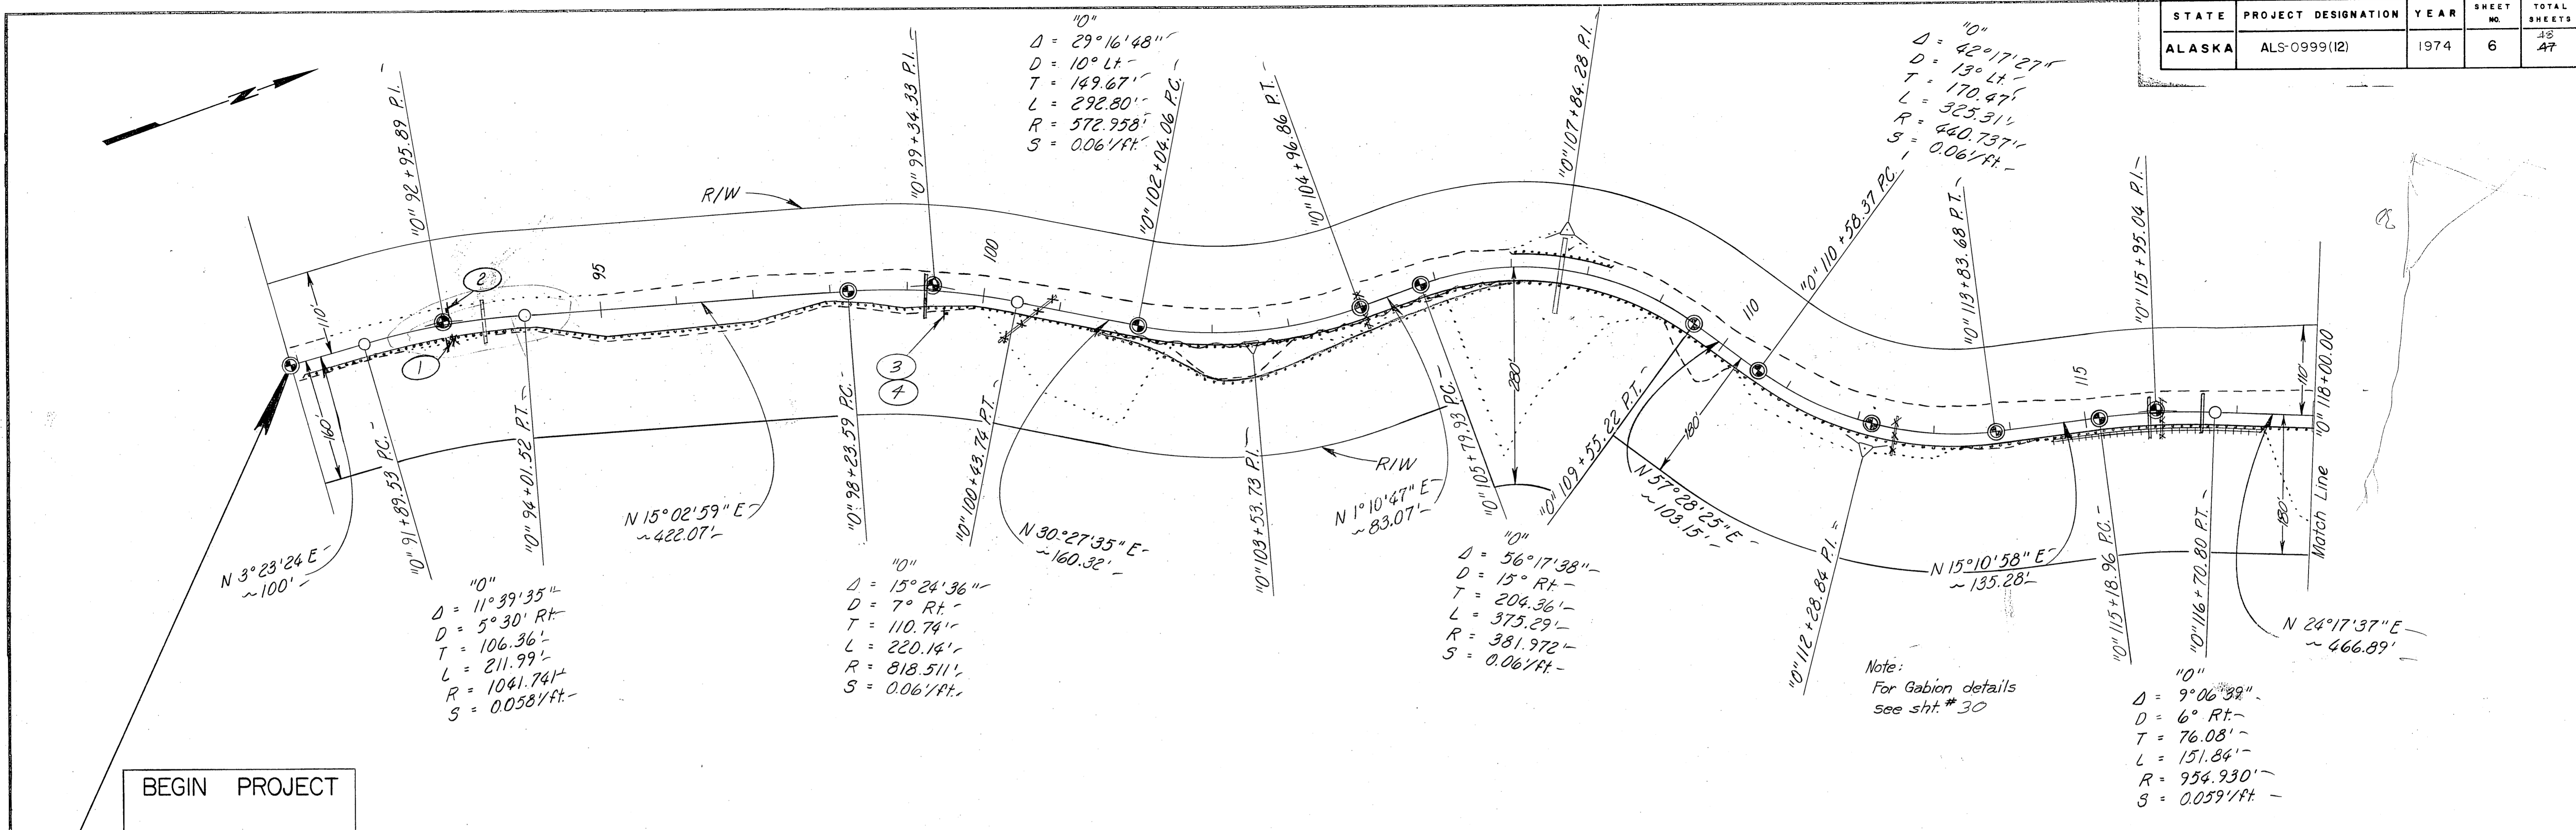 STATE PROJECT DESIGNATION YEAR SHEET NO. TOTAL SHEETS
ALASKA ALS-0999(12) 1974 6 48 47
"O"
Δ = 29°16'48"
D = 10° Lt.
T = 149.67'
L = 292.80'
R = 572.958'
S = 0.06'/ft.
"O"
Δ = 42°17'27"
D = 13° Lt.
T = 170.47'
L = 325.31'
R = 440.737'
S = 0.06'/ft.
N
"O" 92+95.89 P.I.
"O" 99+34.33 P.I.
"O" 102+04.06 P.C.
"O" 104+96.86 P.T.
"O" 107+84.28 P.I.
"O" 110+58.37 P.C.
"O" 113+83.68 P.T.
"O" 115+95.04 P.I.
R/W
110'
2
95
100
110
115
110'
1
3
4
160'
280'
180'
180'
R/W
"O" 118+00.00
Match Line
"O" 91+89.53 P.C.
"O" 94+01.52 P.T.
"O" 98+23.59 P.C.
"O" 100+43.74 P.T.
"O" 103+53.73 P.I.
"O" 105+79.93 P.C.
"O" 109+55.22 P.T.
"O" 112+28.84 P.I.
"O" 115+18.96 P.C.
"O" 116+70.80 P.T.
N 3°23'24 E
~100'
N 15°02'59" E
~422.07'
N 30°27'35" E
~160.32'
N 1°10'47" E
~83.07'
N 57°28'25" E
~103.15'
N 15°10'58" E
~135.28'
N 24°17'37" E
~466.89'
"O"
Δ = 11°39'35"
D = 5°30' Rt.
T = 106.36'
L = 211.99'
R = 1041.741'
S = 0.058'/ft.
"O"
Δ = 15°24'36"
D = 7° Rt.
T = 110.74'
L = 220.14'
R = 818.511'
S = 0.06'/ft.
"O"
Δ = 56°17'38"
D = 15° Rt.
T = 204.36'
L = 375.29'
R = 381.972'
S = 0.06'/ft.
Note:
For Gabion details
see sht. #30
"O"
Δ = 9°06'39"
D = 6° Rt.
T = 76.08'
L = 151.84'
R = 954.930'
S = 0.059'/ft.
BEGIN PROJECT